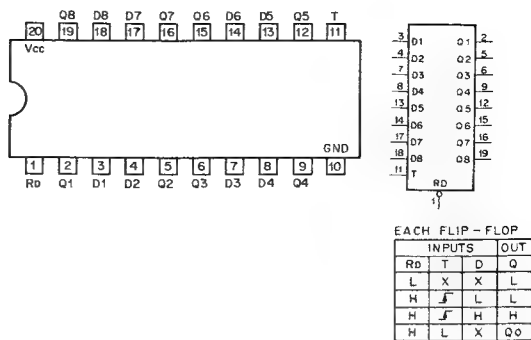 Q8 D8 D7 Q7 Q6 D6 D5 Q5 T
20 19 18 17 16 15 14 13 12 11
Vcc
GND
1 2 3 4 5 6 7 8 9 10
RD Q1 D1 D2 Q2 Q3 D3 D4 Q4
3 D1 Q1 2
4 D2 Q2 5
7 D3 Q3 6
8 D4 Q4 9
13 D5 Q5 12
14 D6 Q6 15
17 D7 Q7 16
18 D8 Q8 19
11 T
RD
1
EACH FLIP-FLOP
INPUTS OUT
RD T D Q
L X X L
H L L
H H H
H L X Q0